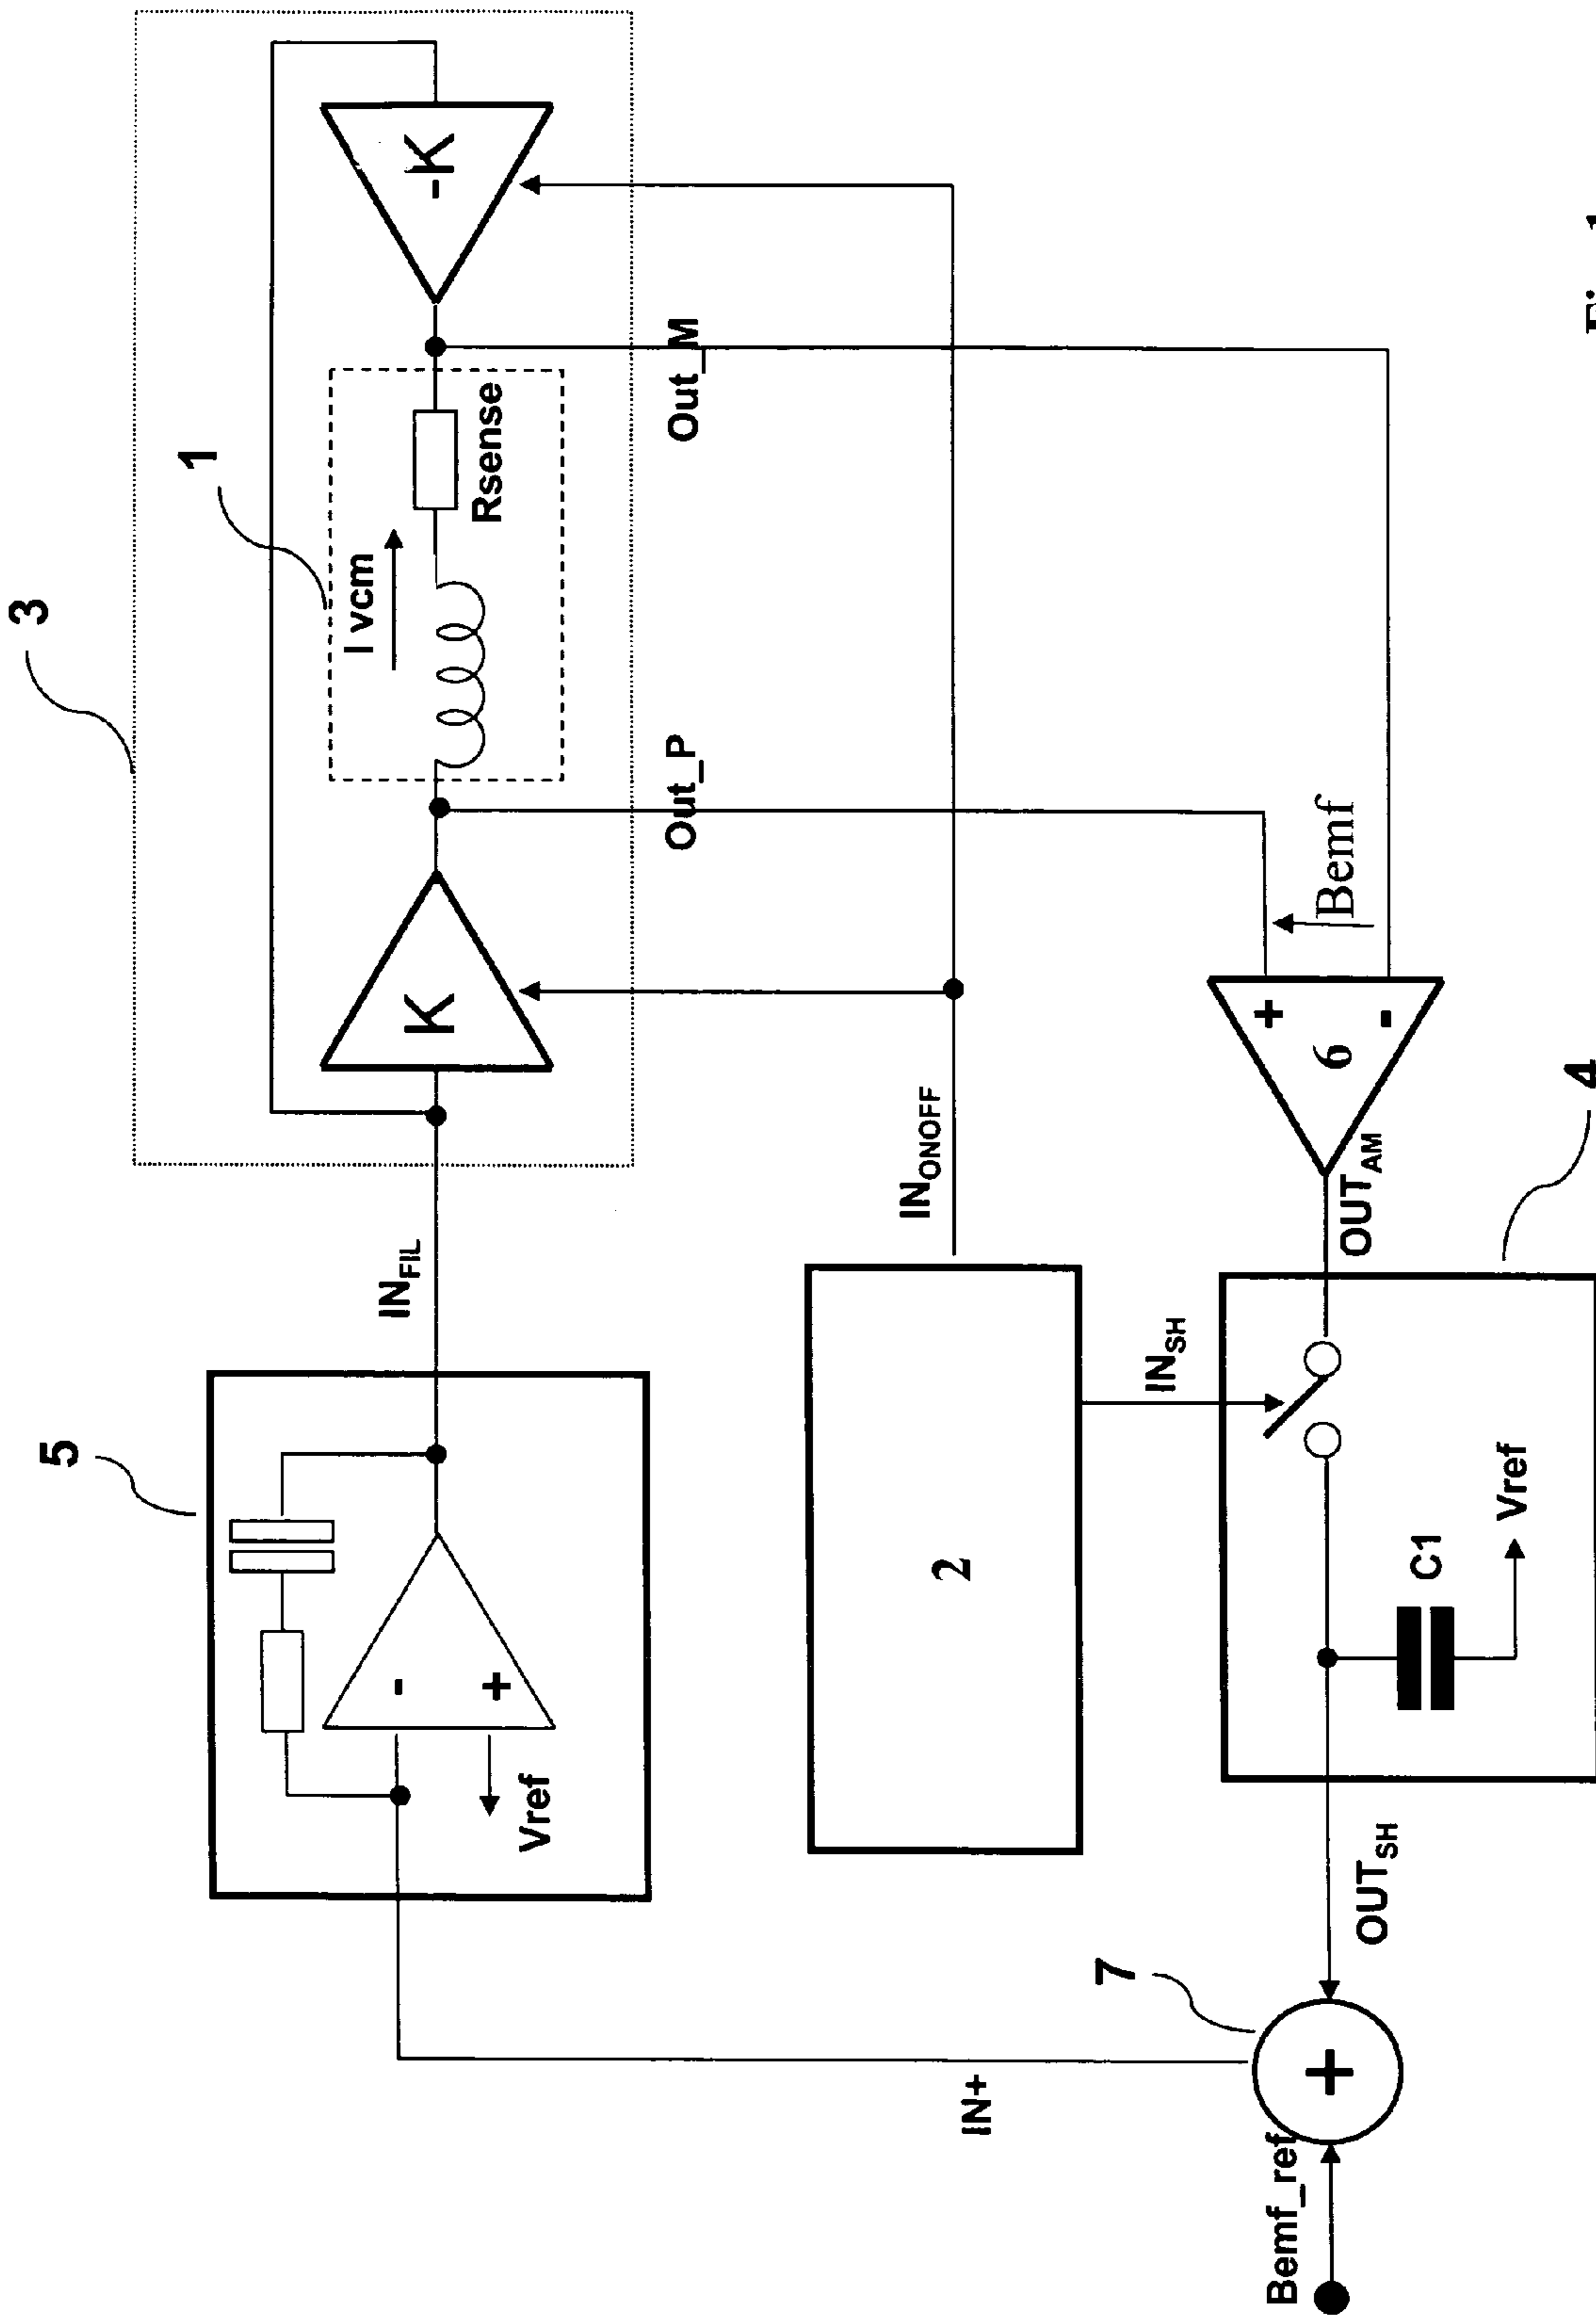 3
5
1
I vcm
IN_FIL
K
-K
Rsense
-
+
Vref
Out_P
Out_M
IN_ONOFF
2
IN+
7
IN_SH
4
Bemf_ref
+
OUT_SH
C1
Vref
OUT_AM
6
+
-
Bemf